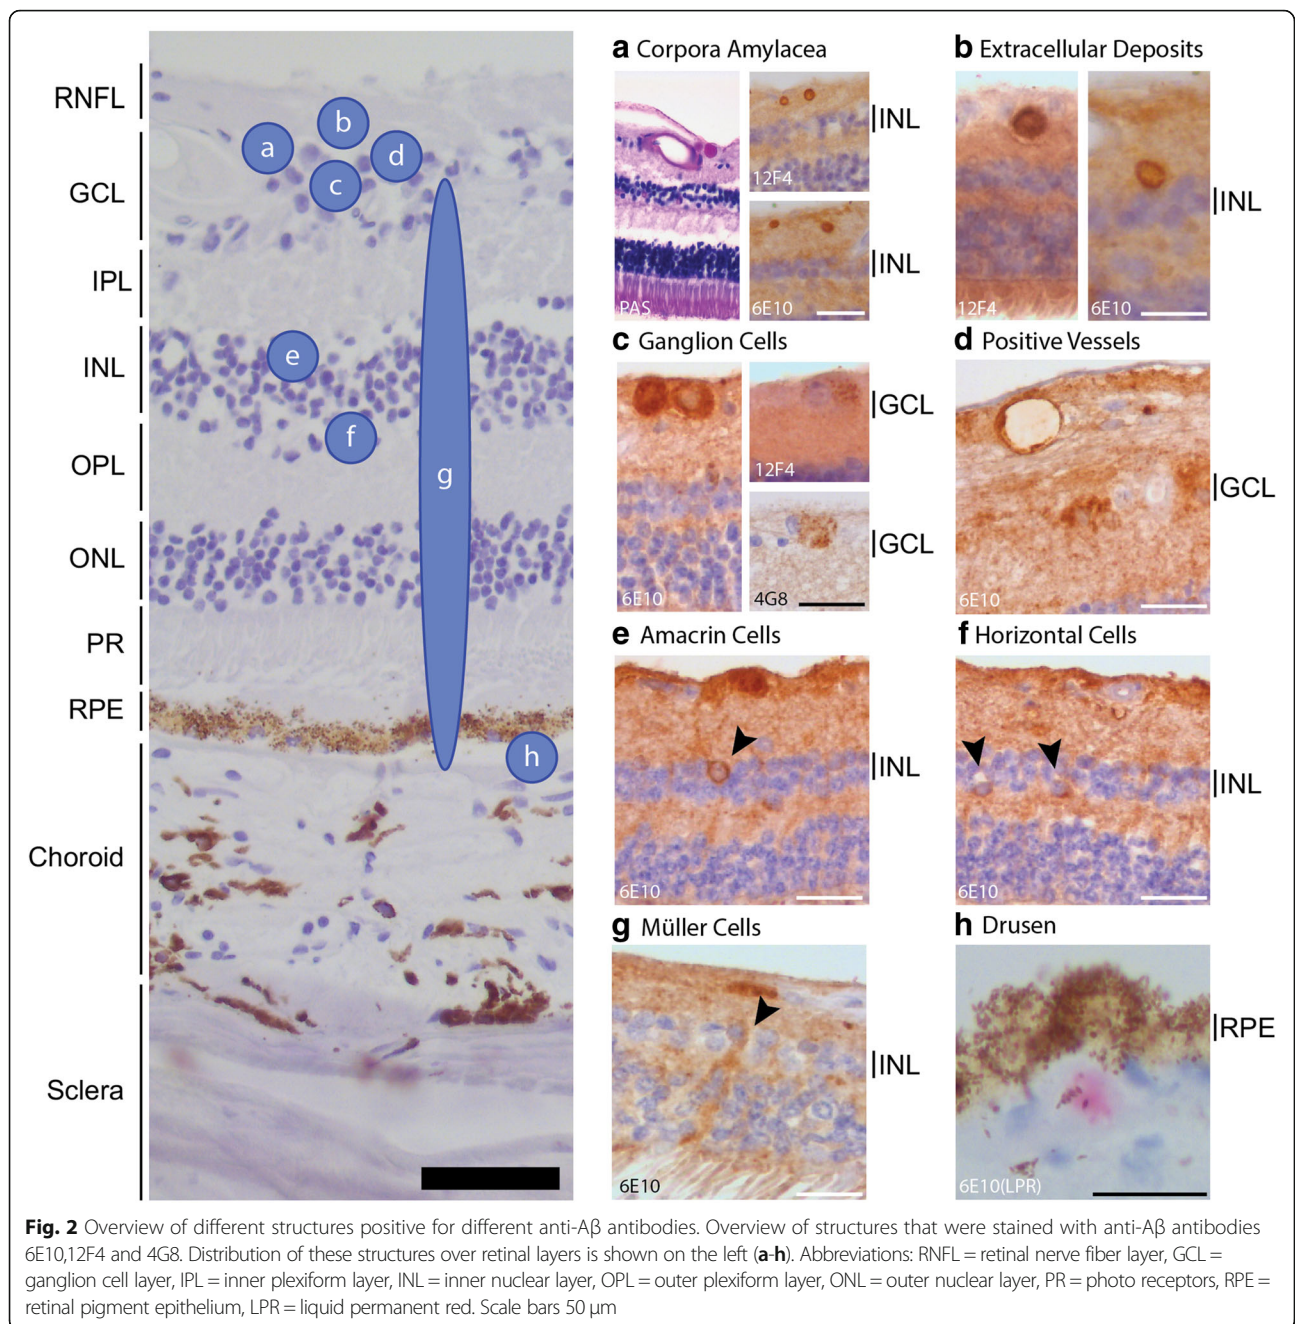 RNFL
GCL
IPL
INL
OPL
ONL
PR
RPE
Choroid
Sclera
a
b
c
d
e
f
g
h
a Corpora Amylacea
PAS
12F4
INL
6E10
INL
b Extracellular Deposits
12F4
6E10
INL
c Ganglion Cells
6E10
12F4
GCL
4G8
GCL
d Positive Vessels
6E10
GCL
e Amacrin Cells
6E10
INL
f Horizontal Cells
6E10
INL
g Müller Cells
6E10
INL
h Drusen
6E10(LPR)
RPE
Fig. 2 Overview of different structures positive for different anti-Aβ antibodies. Overview of structures that were stained with anti-Aβ antibodies
6E10,12F4 and 4G8. Distribution of these structures over retinal layers is shown on the left (a-h). Abbreviations: RNFL = retinal nerve fiber layer, GCL =
ganglion cell layer, IPL = inner plexiform layer, INL = inner nuclear layer, OPL = outer plexiform layer, ONL = outer nuclear layer, PR = photo receptors, RPE =
retinal pigment epithelium, LPR = liquid permanent red. Scale bars 50 μm